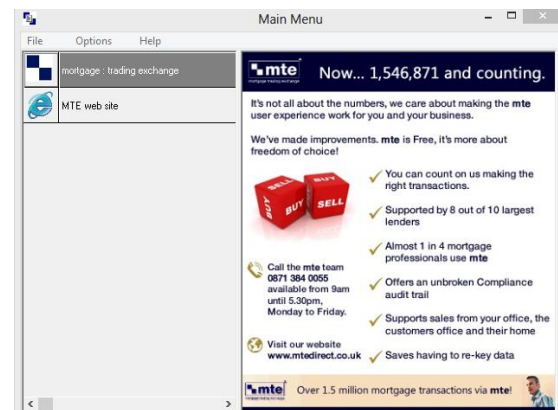 Main Menu
File Options Help
mortgage : trading exchange
MTE web site
mte
mortgage trading exchange
Now... 1,546,871 and counting.
It's not all about the numbers, we care about making the mte
user experience work for you and your business.
We've made improvements. mte is Free, it's more about
freedom of choice!
BUY
SELL
BUY
BUY
SELL
You can count on us making the
right transactions.
Supported by 8 out of 10 largest
lenders
Almost 1 in 4 mortgage
professionals use mte
Offers an unbroken Compliance
audit trail
Supports sales from your office, the
customers office and their home
Saves having to re-key data
Call the mte team
0871 384 0055
available from 9am
until 5.30pm,
Monday to Friday.
Visit our website
www.mtedirect.co.uk
mte
Over 1.5 million mortgage transactions via mte!